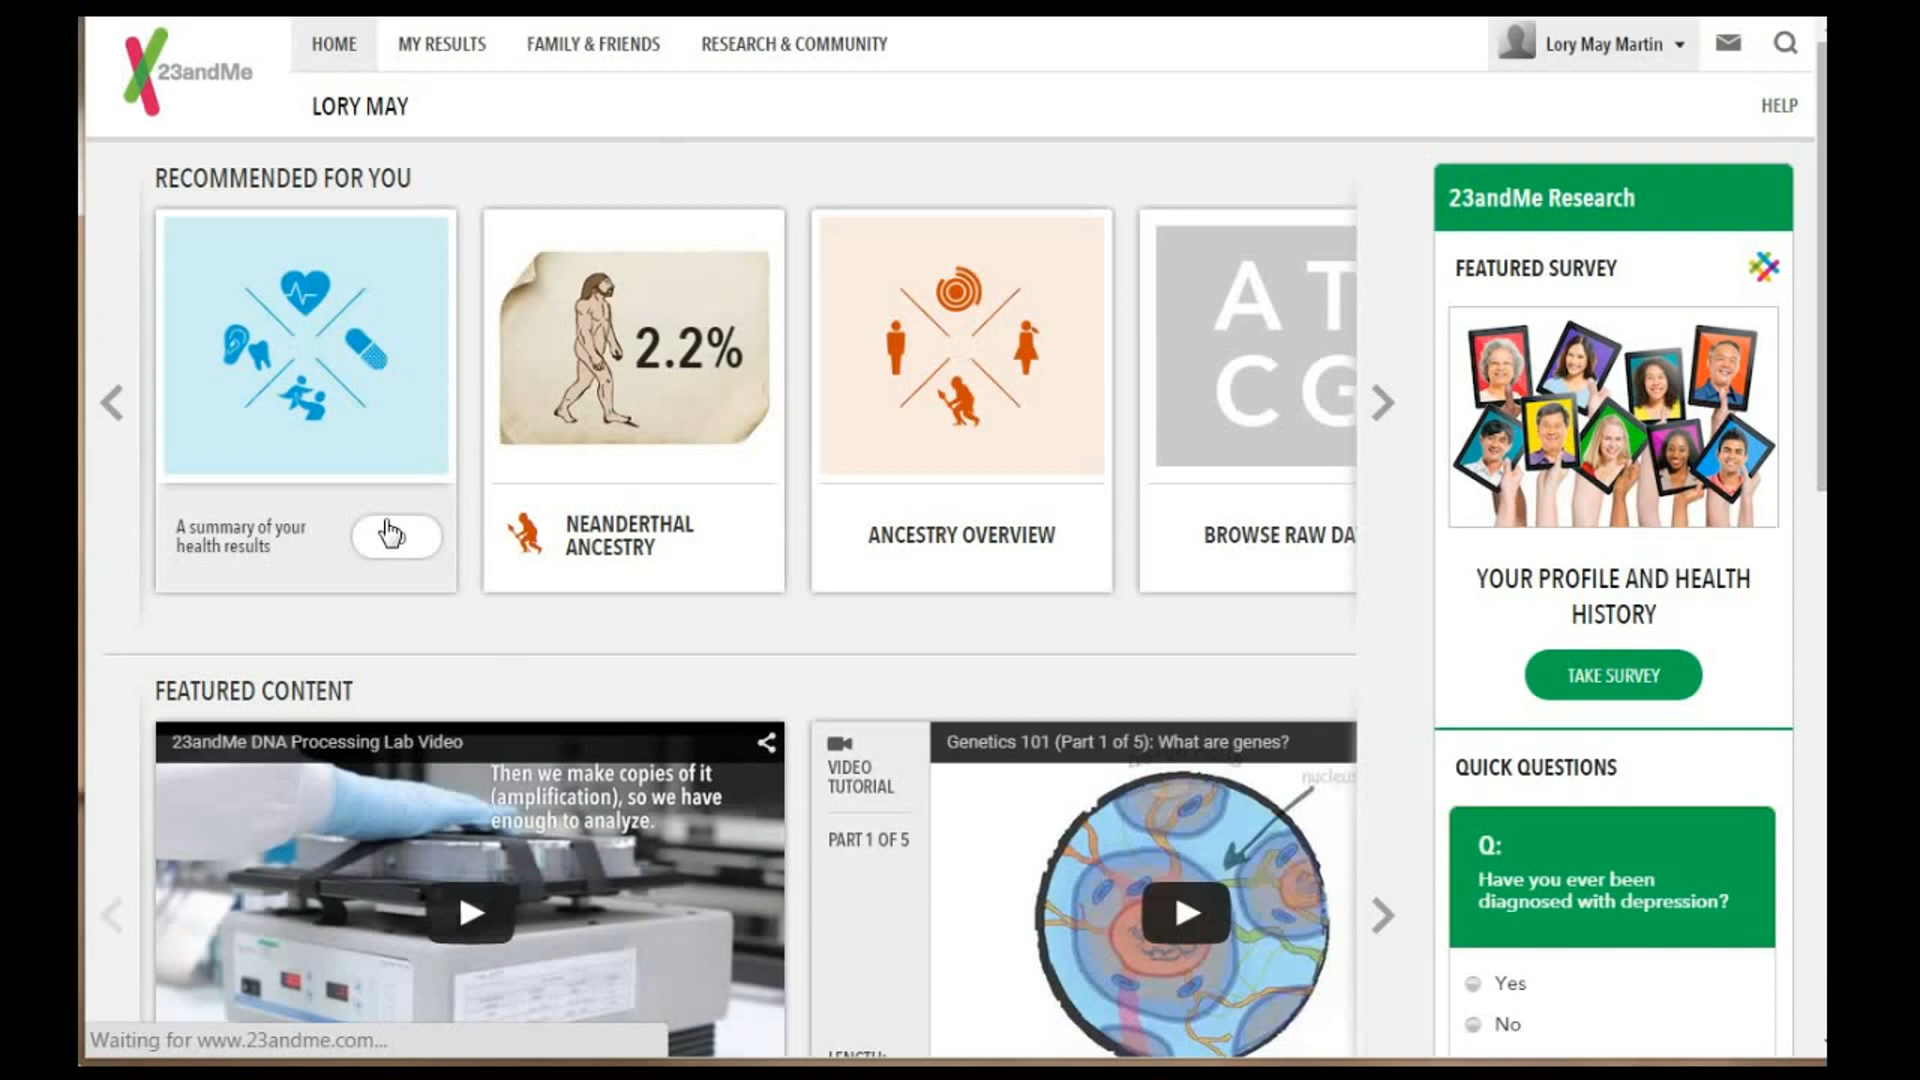 23andMe
HOME
MY RESULTS
FAMILY & FRIENDS
RESEARCH & COMMUNITY
Lory May Martin
LORY MAY
HELP
RECOMMENDED FOR YOU
A summary of your
health results
2.2%
NEANDERTHAL
ANCESTRY
ANCESTRY OVERVIEW
A T
C G
BROWSE RAW DA
23andMe Research
FEATURED SURVEY
YOUR PROFILE AND HEALTH
HISTORY
TAKE SURVEY
QUICK QUESTIONS
Q:
Have you ever been
diagnosed with depression?
Yes
No
FEATURED CONTENT
23andMe DNA Processing Lab Video
Then we make copies of it
(amplification), so we have
enough to analyze.
VIDEO
TUTORIAL
PART 1 OF 5
LENGTH:
Genetics 101 (Part 1 of 5): What are genes?
nucleus
Waiting for www.23andme.com...